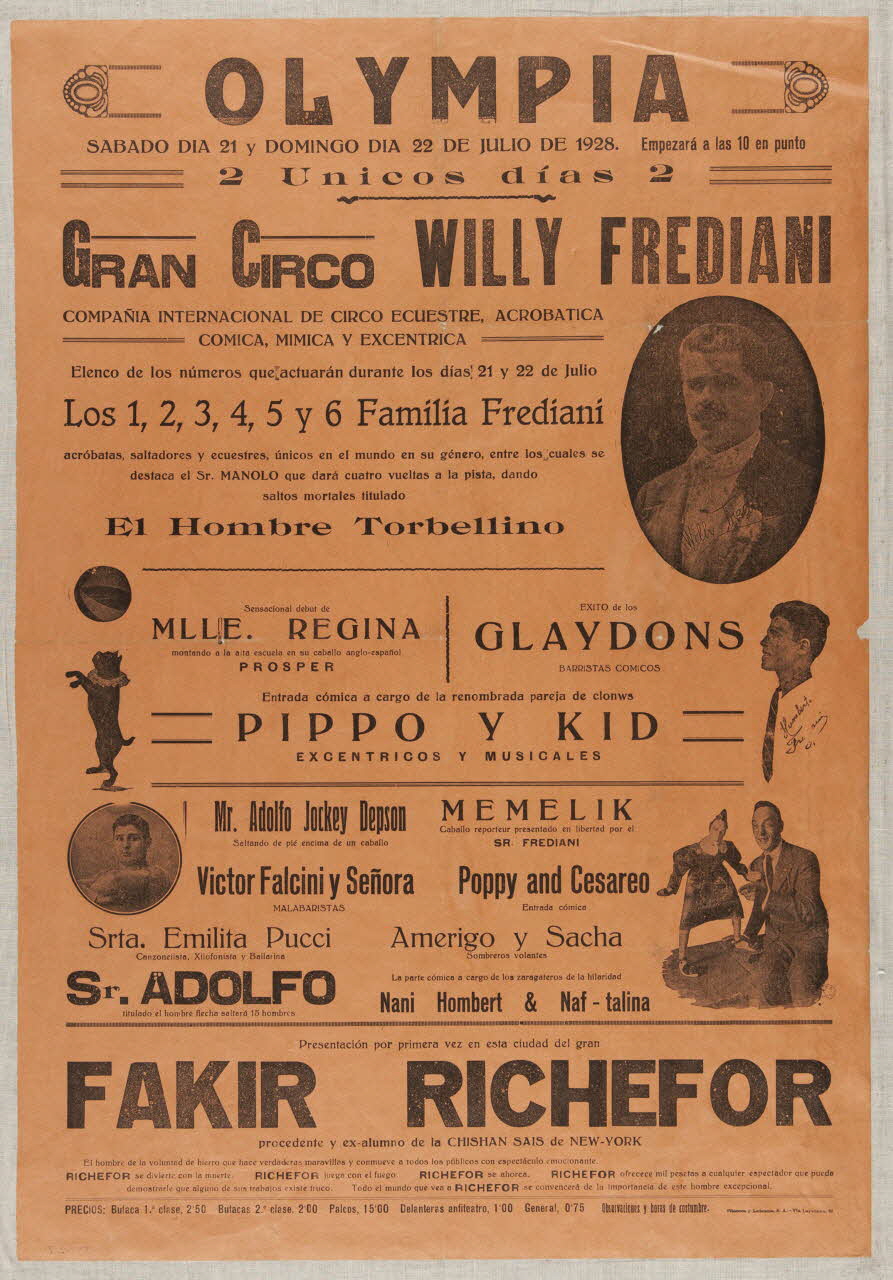 OLYMPIA
SABADO DIA 21 y DOMINGO DIA 22 DE JULIO DE 1928. Empezará a las 10 en punto
2 Unicos días 2
GRAN CIRCO WILLY FREDIANI
COMPAÑIA INTERNACIONAL DE CIRCO ECUESTRE, ACROBATICA
COMICA, MIMICA Y EXCENTRICA
Elenco de los números que actuarán durante los días 21 y 22 de Julio
Los 1, 2, 3, 4, 5 y 6 Familia Frediani
acróbatas, saltadores y ecuestres, únicos en el mundo en su género, entre los cuales se
destaca el Sr. MANOLO que dará cuatro vueltas a la pista, dando
saltos mortales titulado
El Hombre Torbellino
Willy
Sensacional debut de
MLLE. REGINA
montando a la alta escuela en su caballo anglo-español
PROSPER
EXITO de los
GLAYDONS
BARRISTAS COMICOS
Entrada cómica a cargo de la renombrada pareja de clonws
PIPPO Y KID
EXCENTRICOS Y MUSICALES
Humberto
Mr. Adolfo Jockey Depson
Saltando de pié encima de un caballo
MEMELIK
Caballo reporteur presentado en libertad por el
SR. FREDIANI
Victor Falcini y Señora
MALABARISTAS
Poppy and Cesareo
Entrada cómica
Srta. Emilita Pucci
Canzonetista, Xilofonista y Bailarina
Amerigo y Sacha
Sombreros volantes
Sr. ADOLFO
titulado el hombre flecha saltará 15 hombres
La parte cómica a cargo de los zaragateros de la hilaridad
Nani Hombert & Naf-talina
Presentación por primera vez en esta ciudad del gran
FAKIR RICHEFOR
procedente y ex-alumno de la CHISHAN SAIS de NEW-YORK
El hombre de la voluntad de hierro que hace verdaderas maravillas y conmueve a todos los públicos con espectáculo emocionante.
RICHEFOR se divierte con la muerte. RICHEFOR juega con el fuego. RICHEFOR se ahorca. RICHEFOR ofrecece mil pesetas a cualquier espectador que pueda
demostrarle que alguno de sus trabajos existe truco. Todo el mundo que vea a RICHEFOR se convencerá de la importancia de este hombre excepcional.
PRECIOS: Butaca 1.ª clase, 2'50 Butacas 2.ª clase, 2'00 Palcos, 15'00 Delanteras anfiteatro, 1'00 General, 0'75 Observaciones y horas de costumbre.